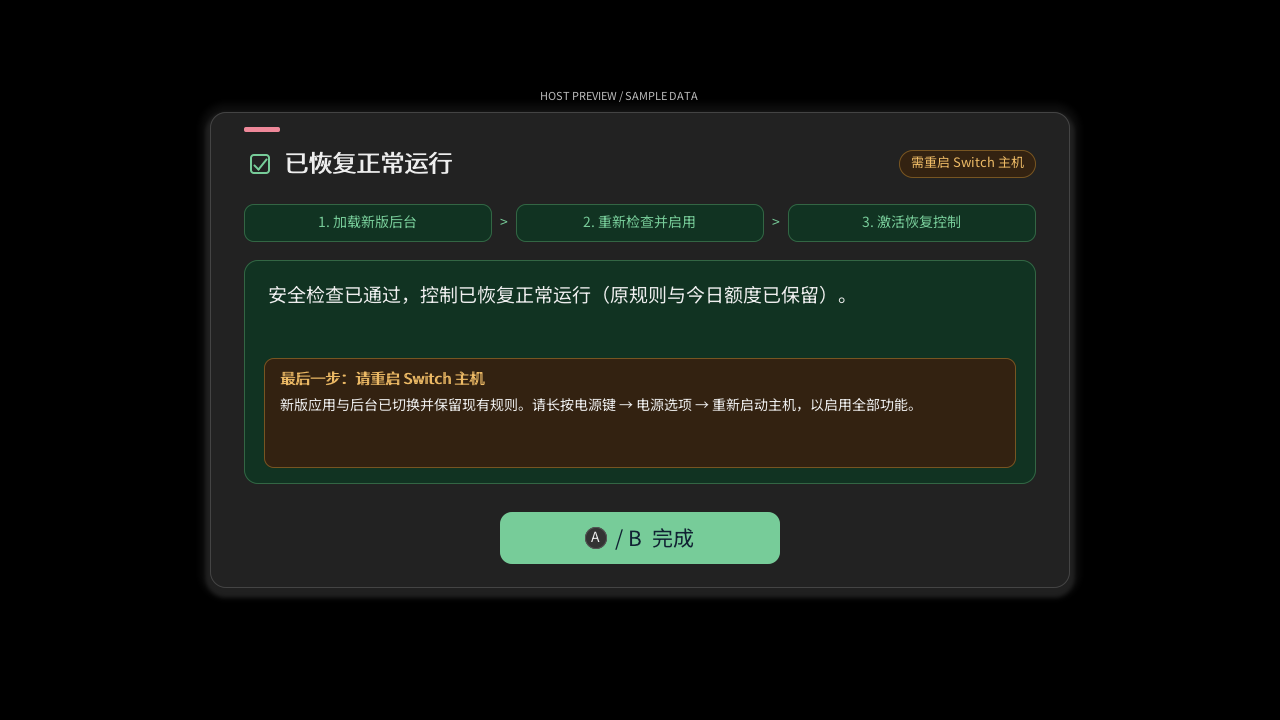 HOST PREVIEW / SAMPLE DATA
已恢复正常运行
需重启 Switch 主机
1. 加载新版后台 > 2. 重新检查并启用 > 3. 激活恢复控制
安全检查已通过，控制已恢复正常运行（原规则与今日额度已保留）。
最后一步：请重启 Switch 主机
新版应用与后台已切换并保留现有规则。请长按电源键 → 电源选项 → 重新启动主机，以启用全部功能。
A / B 完成